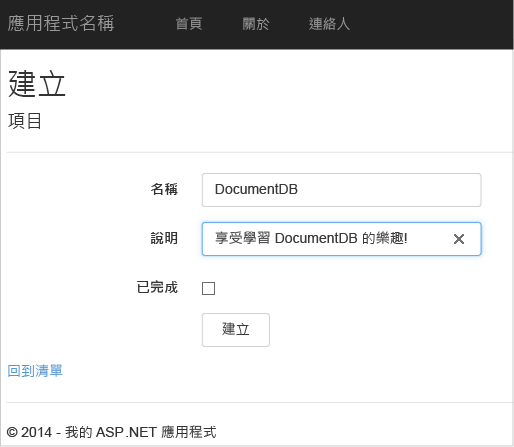 應用程式名稱 首頁 關於 連絡人
建立
項目
名稱 DocumentDB
說明 享受學習 DocumentDB 的樂趣!
已完成
建立
回到清單
© 2014 - 我的 ASP.NET 應用程式